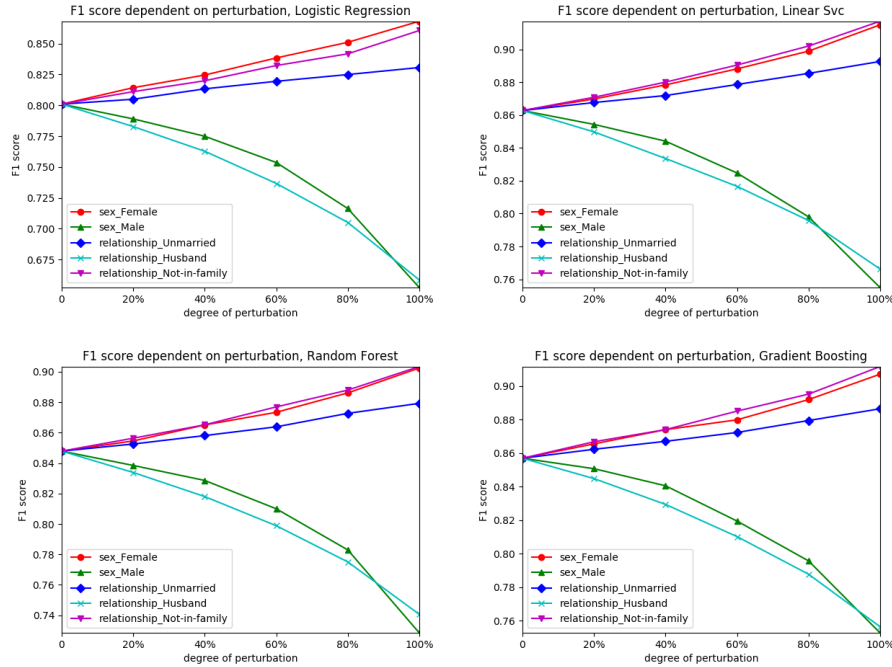 F1 score dependent on perturbation, Logistic Regression
0.850
0.825
0.800
0.775
0.750
0.725
0.700
0.675
F1 score
sex_Female
sex_Male
relationship_Unmarried
relationship_Husband
relationship_Not-in-family
0 20% 40% 60% 80% 100%
degree of perturbation
F1 score dependent on perturbation, Linear Svc
0.90
0.88
0.86
0.84
0.82
0.80
0.78
0.76
F1 score
sex_Female
sex_Male
relationship_Unmarried
relationship_Husband
relationship_Not-in-family
0 20% 40% 60% 80% 100%
degree of perturbation
F1 score dependent on perturbation, Random Forest
0.90
0.88
0.86
0.84
0.82
0.80
0.78
0.76
0.74
F1 score
sex_Female
sex_Male
relationship_Unmarried
relationship_Husband
relationship_Not-in-family
0 20% 40% 60% 80% 100%
degree of perturbation
F1 score dependent on perturbation, Gradient Boosting
0.90
0.88
0.86
0.84
0.82
0.80
0.78
0.76
F1 score
sex_Female
sex_Male
relationship_Unmarried
relationship_Husband
relationship_Not-in-family
0 20% 40% 60% 80% 100%
degree of perturbation